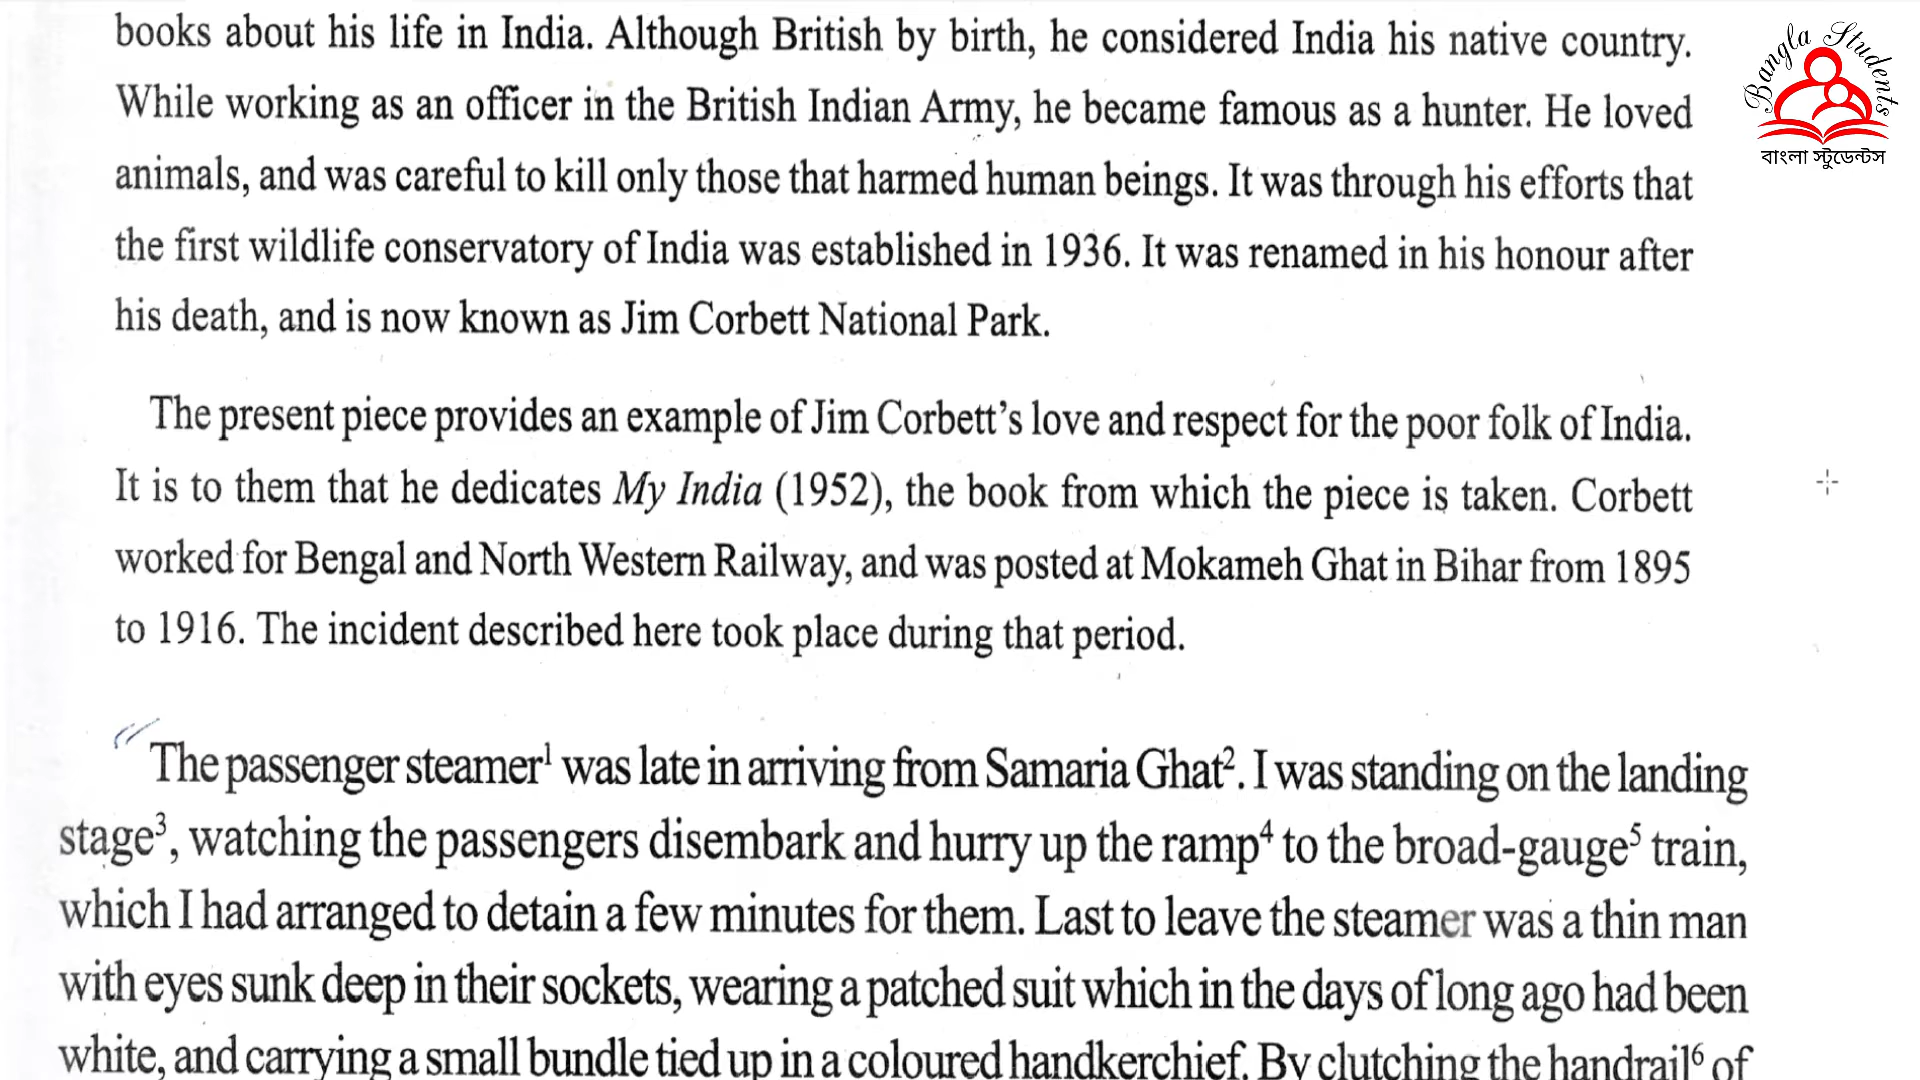 books about his life in India. Although British by birth, he considered India his native country.
While working as an officer in the British Indian Army, he became famous as a hunter. He loved
animals, and was careful to kill only those that harmed human beings. It was through his efforts that
the first wildlife conservatory of India was established in 1936. It was renamed in his honour after
his death, and is now known as Jim Corbett National Park.
The present piece provides an example of Jim Corbett’s love and respect for the poor folk of India.
It is to them that he dedicates My India (1952), the book from which the piece is taken. Corbett
worked for Bengal and North Western Railway, and was posted at Mokameh Ghat in Bihar from 1895
to 1916. The incident described here took place during that period.
The passenger steamer¹ was late in arriving from Samaria Ghat². I was standing on the landing
stage³, watching the passengers disembark and hurry up the ramp⁴ to the broad-gauge⁵ train,
which I had arranged to detain a few minutes for them. Last to leave the steamer was a thin man
with eyes sunk deep in their sockets, wearing a patched suit which in the days of long ago had been
white, and carrying a small bundle tied up in a coloured handkerchief. By clutching the handrail⁶ of
Bangla Students
বাংলা স্টুডেন্টস